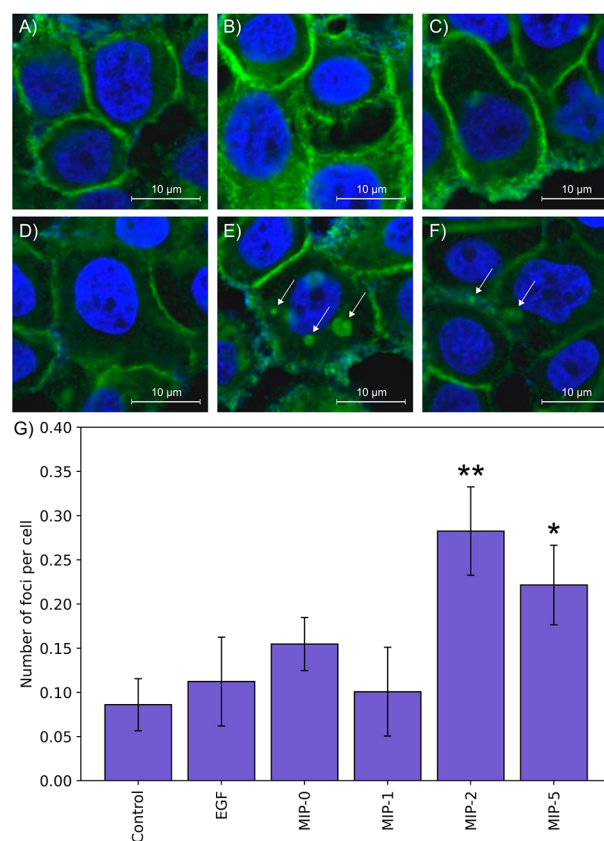 A) B) C)
10 μm 10 μm 10 μm
D) E) F)
10 μm 10 μm 10 μm
G)
0.40
0.35
0.30
0.25
0.20
0.15
0.10
0.05
0.00
Number of foci per cell
**
*
Control EGF MIP-0 MIP-1 MIP-2 MIP-5